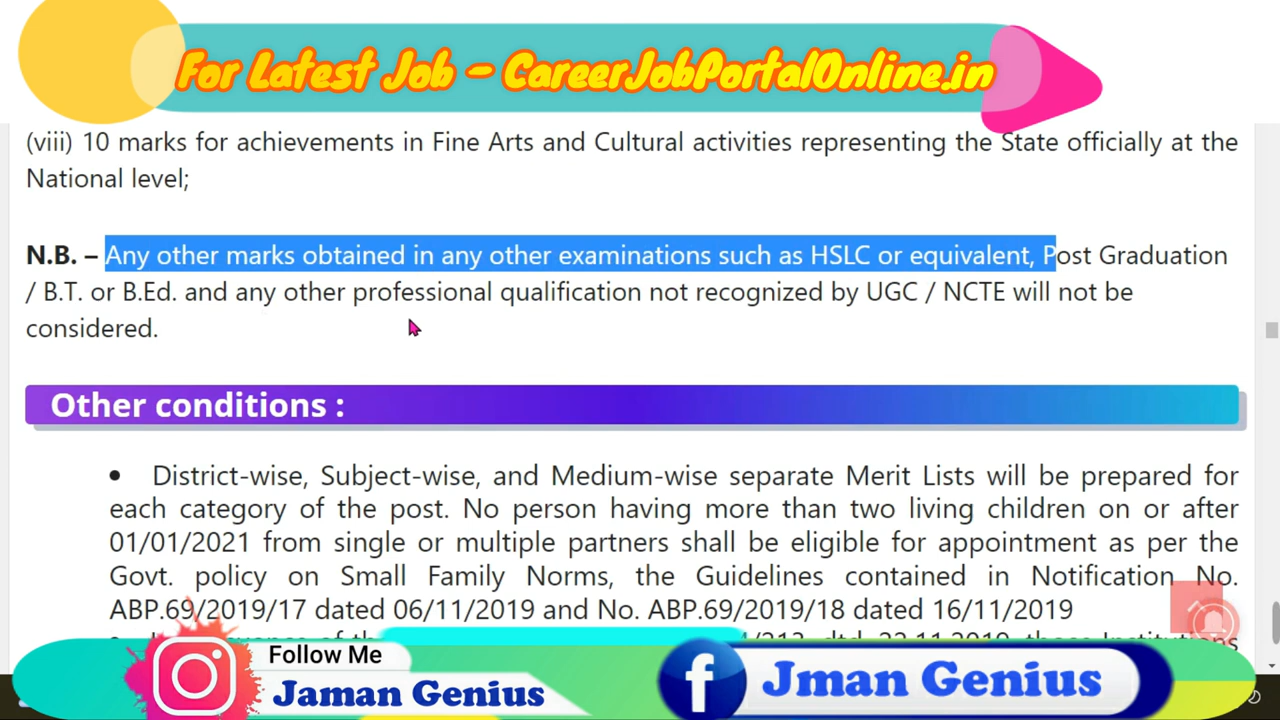 For Latest Job - CareerJobPortalOnline.in
(viii) 10 marks for achievements in Fine Arts and Cultural activities representing the State officially at the
National level;
N.B. – Any other marks obtained in any other examinations such as HSLC or equivalent, Post Graduation
/ B.T. or B.Ed. and any other professional qualification not recognized by UGC / NCTE will not be
considered.
Other conditions :
• District-wise, Subject-wise, and Medium-wise separate Merit Lists will be prepared for
each category of the post. No person having more than two living children on or after
01/01/2021 from single or multiple partners shall be eligible for appointment as per the
Govt. policy on Small Family Norms, the Guidelines contained in Notification No.
ABP.69/2019/17 dated 06/11/2019 and No. ABP.69/2019/18 dated 16/11/2019
Follow Me
Jaman Genius
Jman Genius